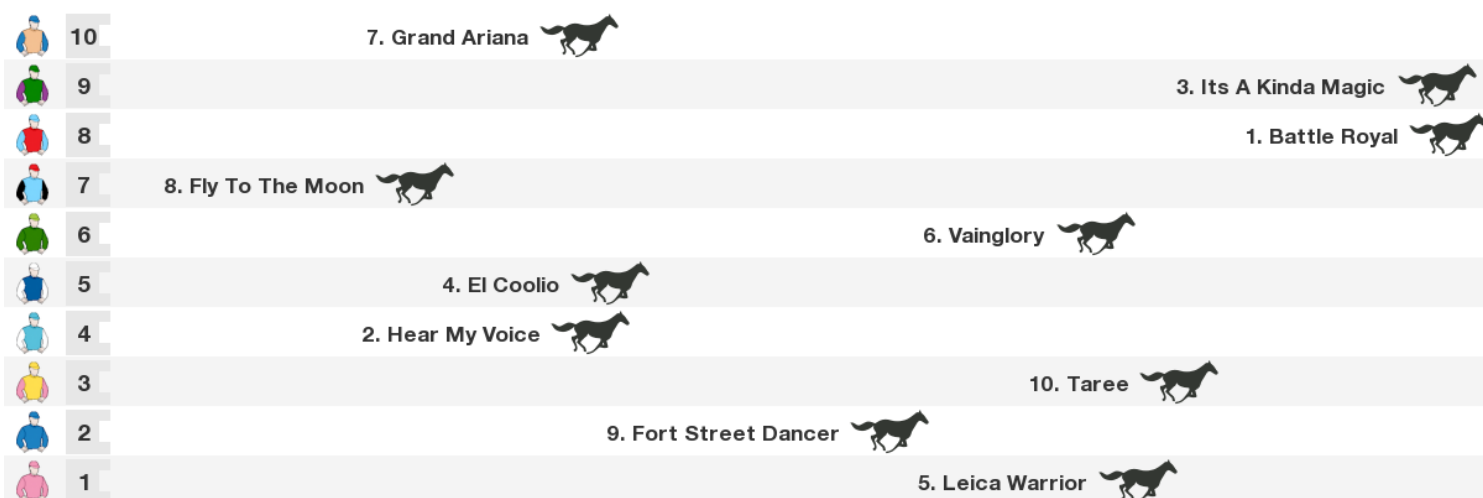 10 7. Grand Ariana
9 3. Its A Kinda Magic
8 1. Battle Royal
7 8. Fly To The Moon
6 6. Vainglory
5 4. El Coolio
4 2. Hear My Voice
3 10. Taree
2 9. Fort Street Dancer
1 5. Leica Warrior